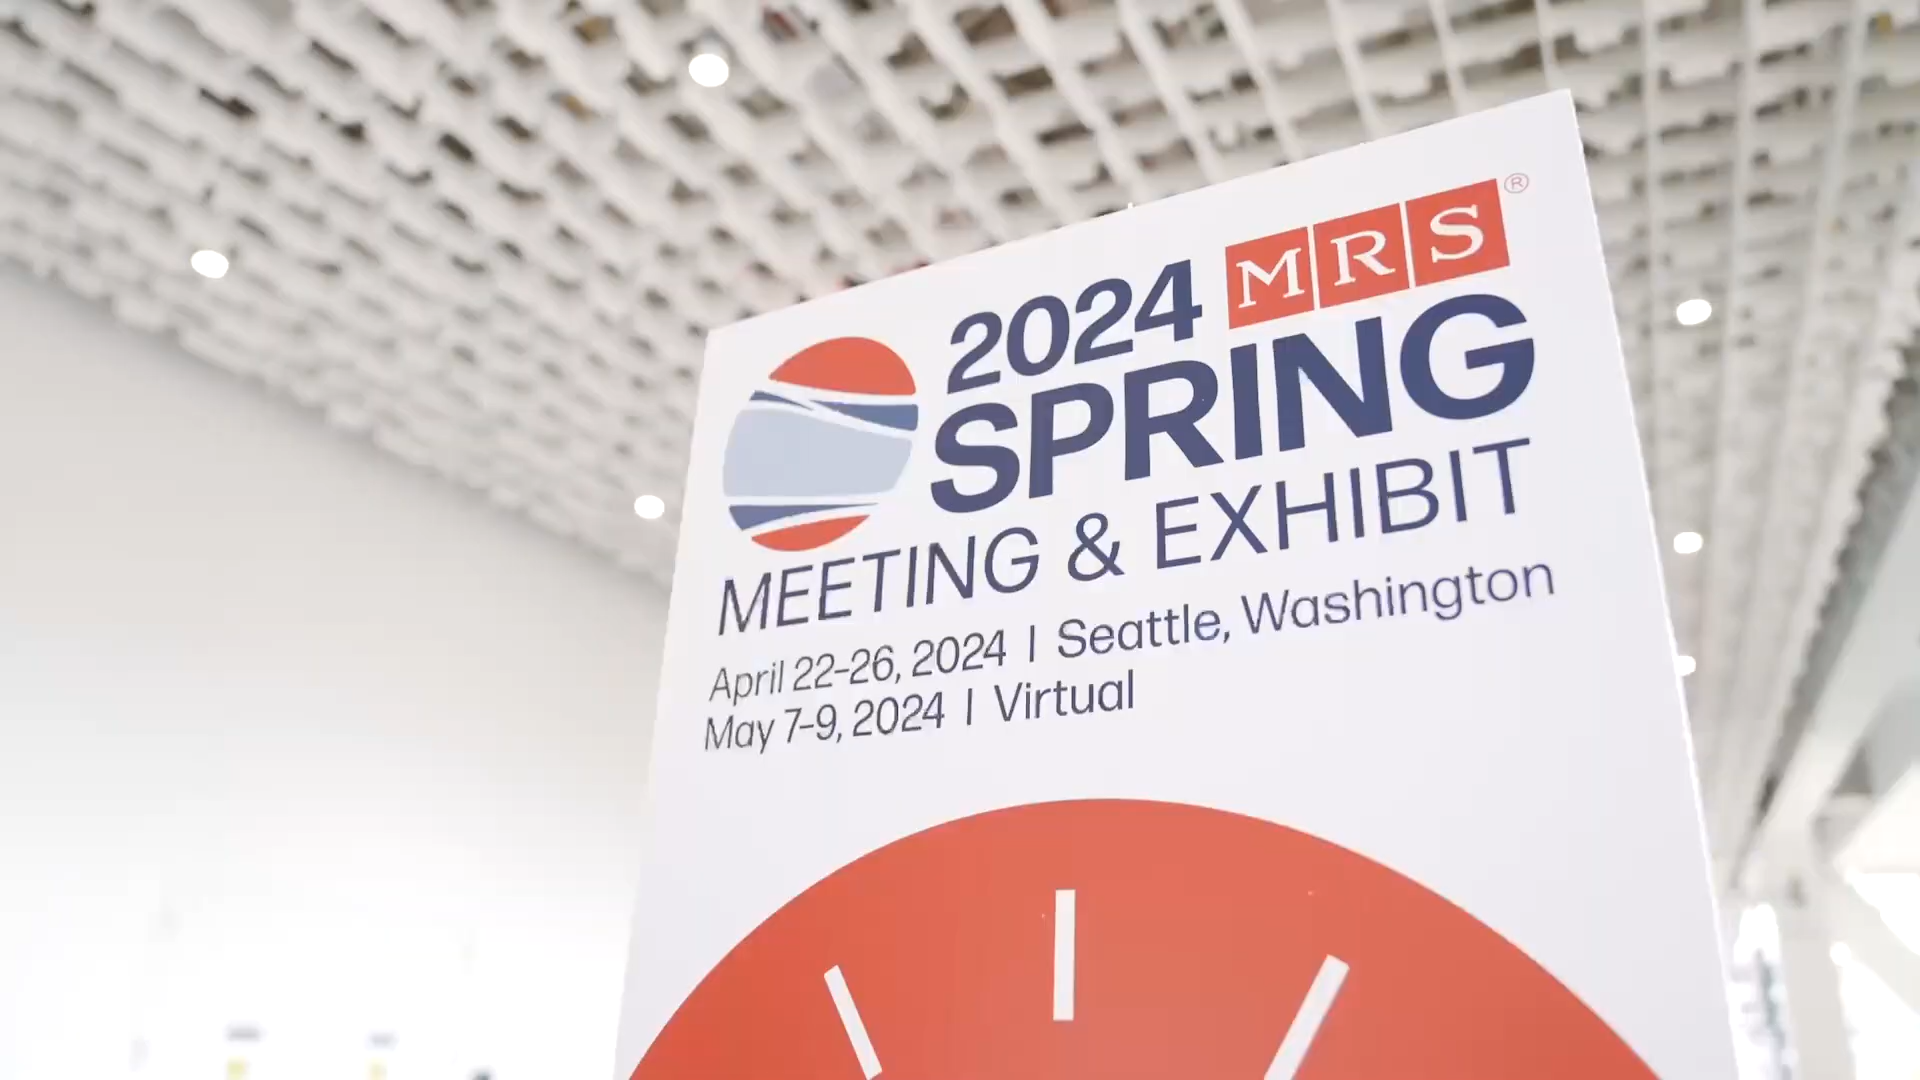 2024 MRS®
SPRING
MEETING & EXHIBIT
April 22-26, 2024 | Seattle, Washington
May 7-9, 2024 | Virtual